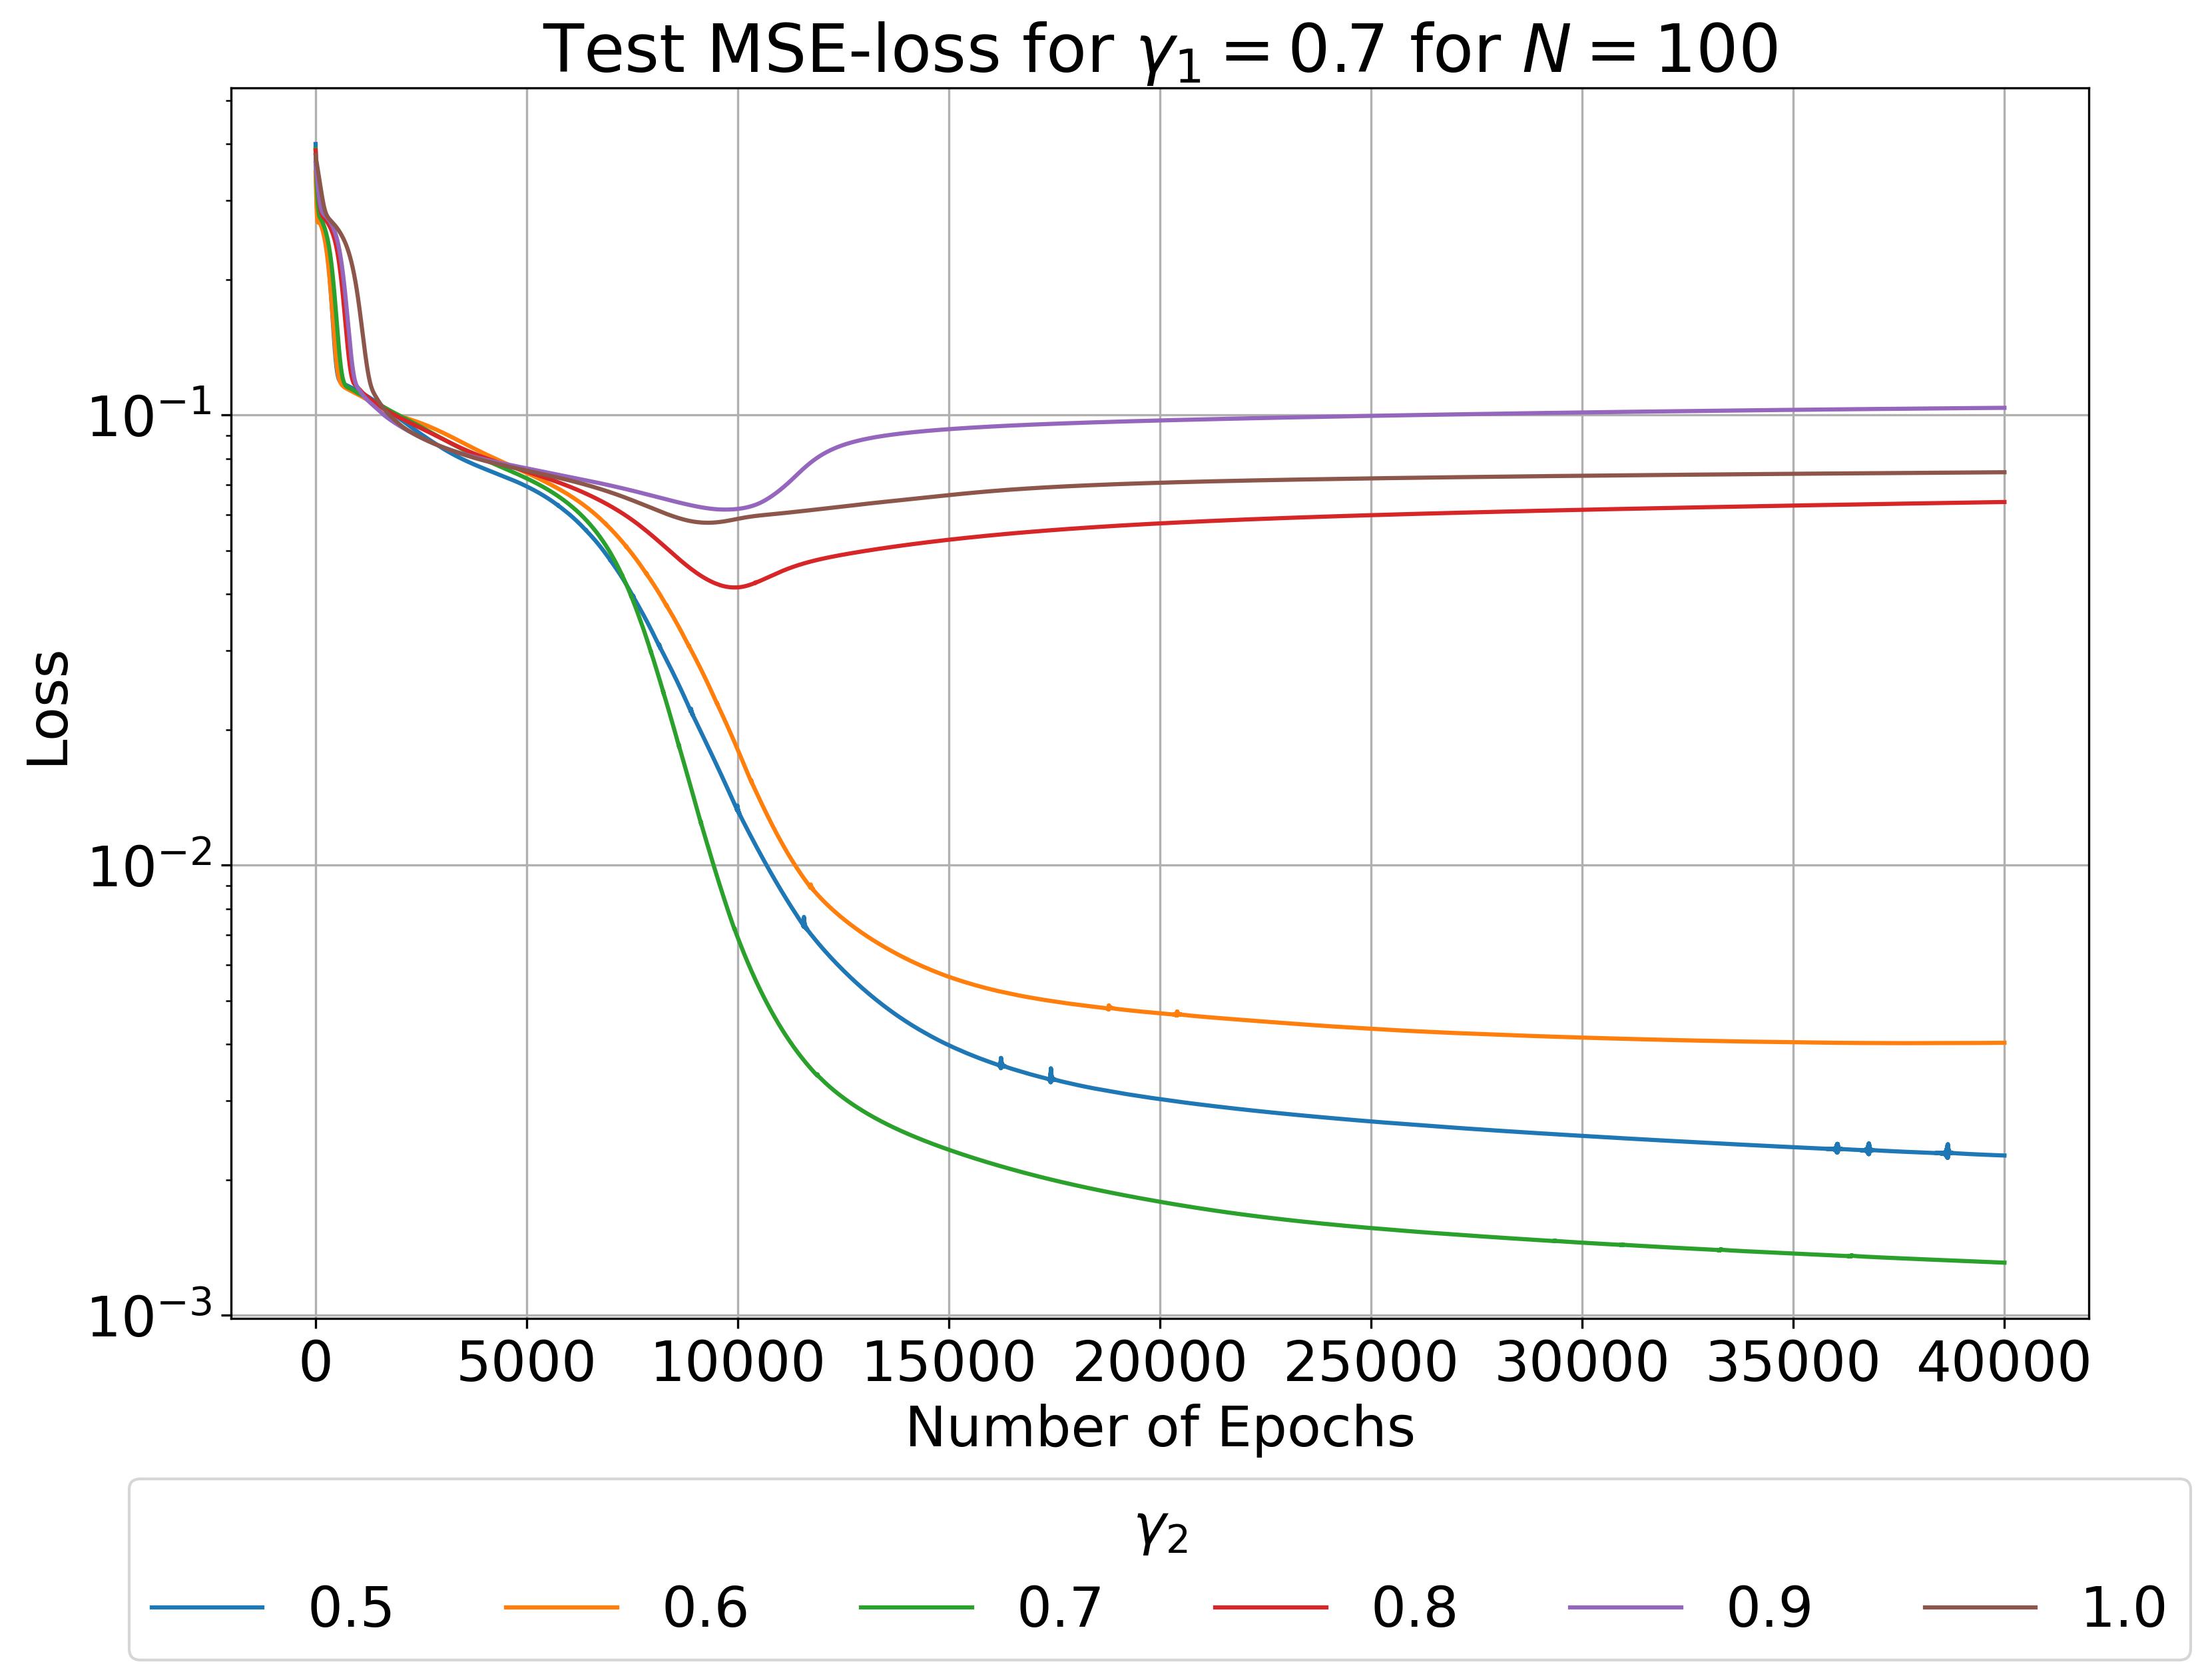 Test MSE-loss for γ₁ = 0.7 for N = 100
10⁻¹
10⁻²
10⁻³
Loss
0 5000 10000 15000 20000 25000 30000 35000 40000
Number of Epochs
γ₂
0.5 0.6 0.7 0.8 0.9 1.0